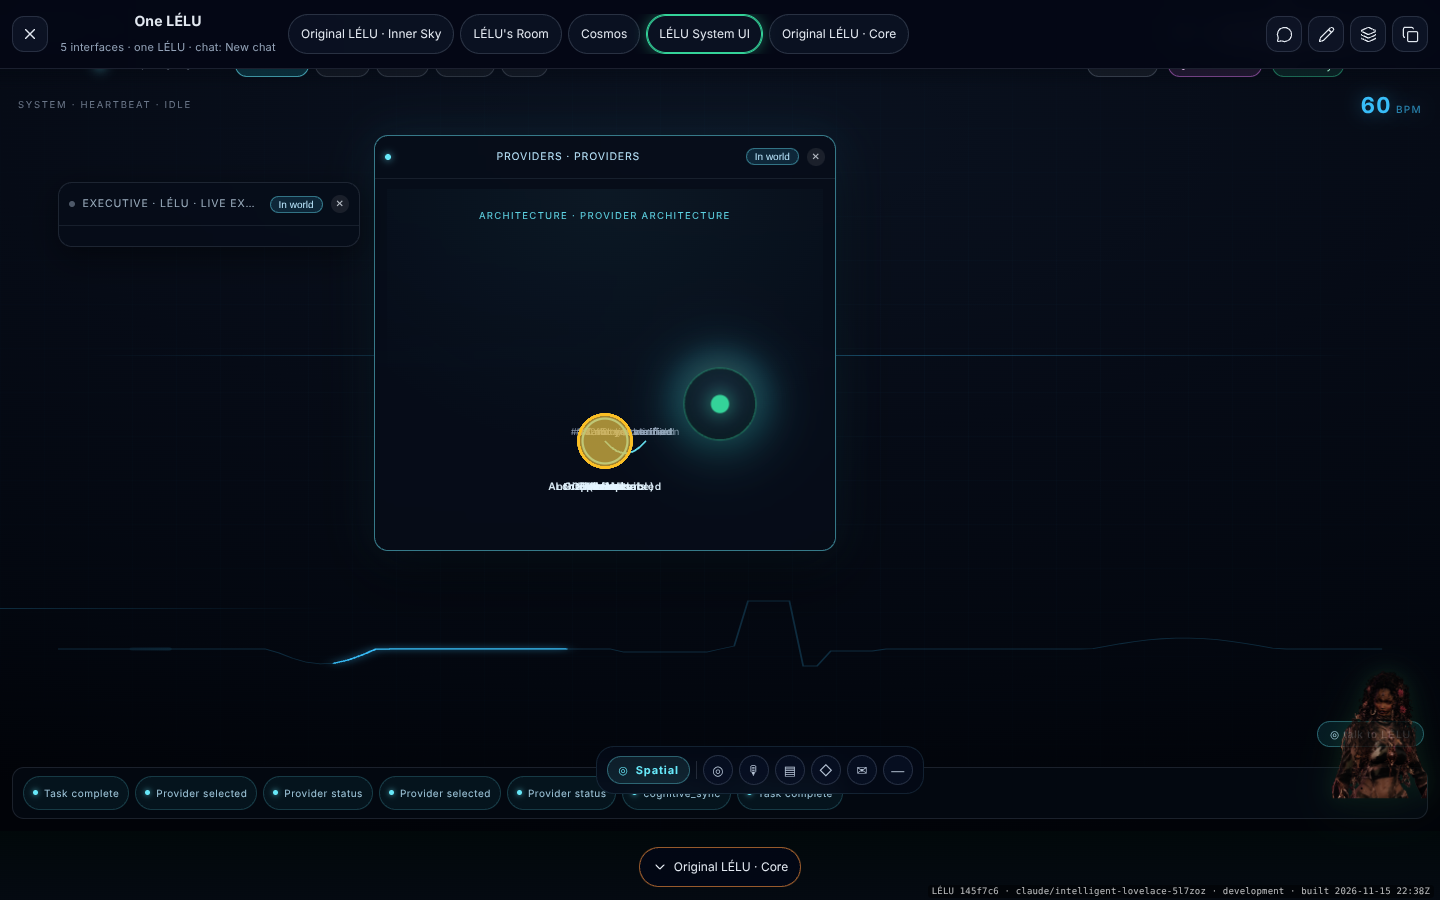 One LÉLU
5 interfaces · one LÉLU · chat: New chat
Original LÉLU · Inner Sky
LÉLU's Room
Cosmos
LÉLU System UI
Original LÉLU · Core
SYSTEM · HEARTBEAT · IDLE
60 BPM
PROVIDERS · PROVIDERS
In world
EXECUTIVE · LÉLU · LIVE EX...
In world
ARCHITECTURE · PROVIDER ARCHITECTURE
Spatial
Task complete
Provider selected
Provider status
Provider selected
Provider status
cognitive_sync
Task complete
Original LÉLU · Core
LÉLU 145f7c6 · claude/intelligent-lovelace-5l7zoz · development · built 2026-11-15 22:38Z